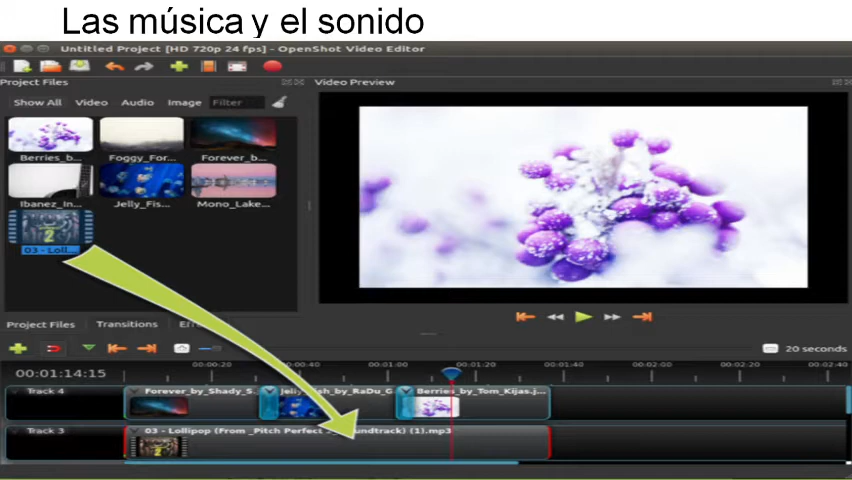 Las música y el sonido
Untitled Project [HD 720p 24 fps] - OpenShot Video Editor
Project Files
Video Preview
Show All Video Audio Image Filter
Berries_b... Foggy_For... Forever_b...
Ibanez_In... Jelly_Fis... Mono_Lake...
03 - Loll...
Project Files Transitions
20 seconds
00:01:14:15
00:00:20 00:00:40 00:01:00 00:01:20 00:01:40 00:02:00 00:02:20 00:02:40
Track 4 Forever_by_Shady_S. by_RaDu_G Berries_by_Tom_Kijas.j...
Track 3 03 - Lollipop (From _Pitch Perfect (1).mp3